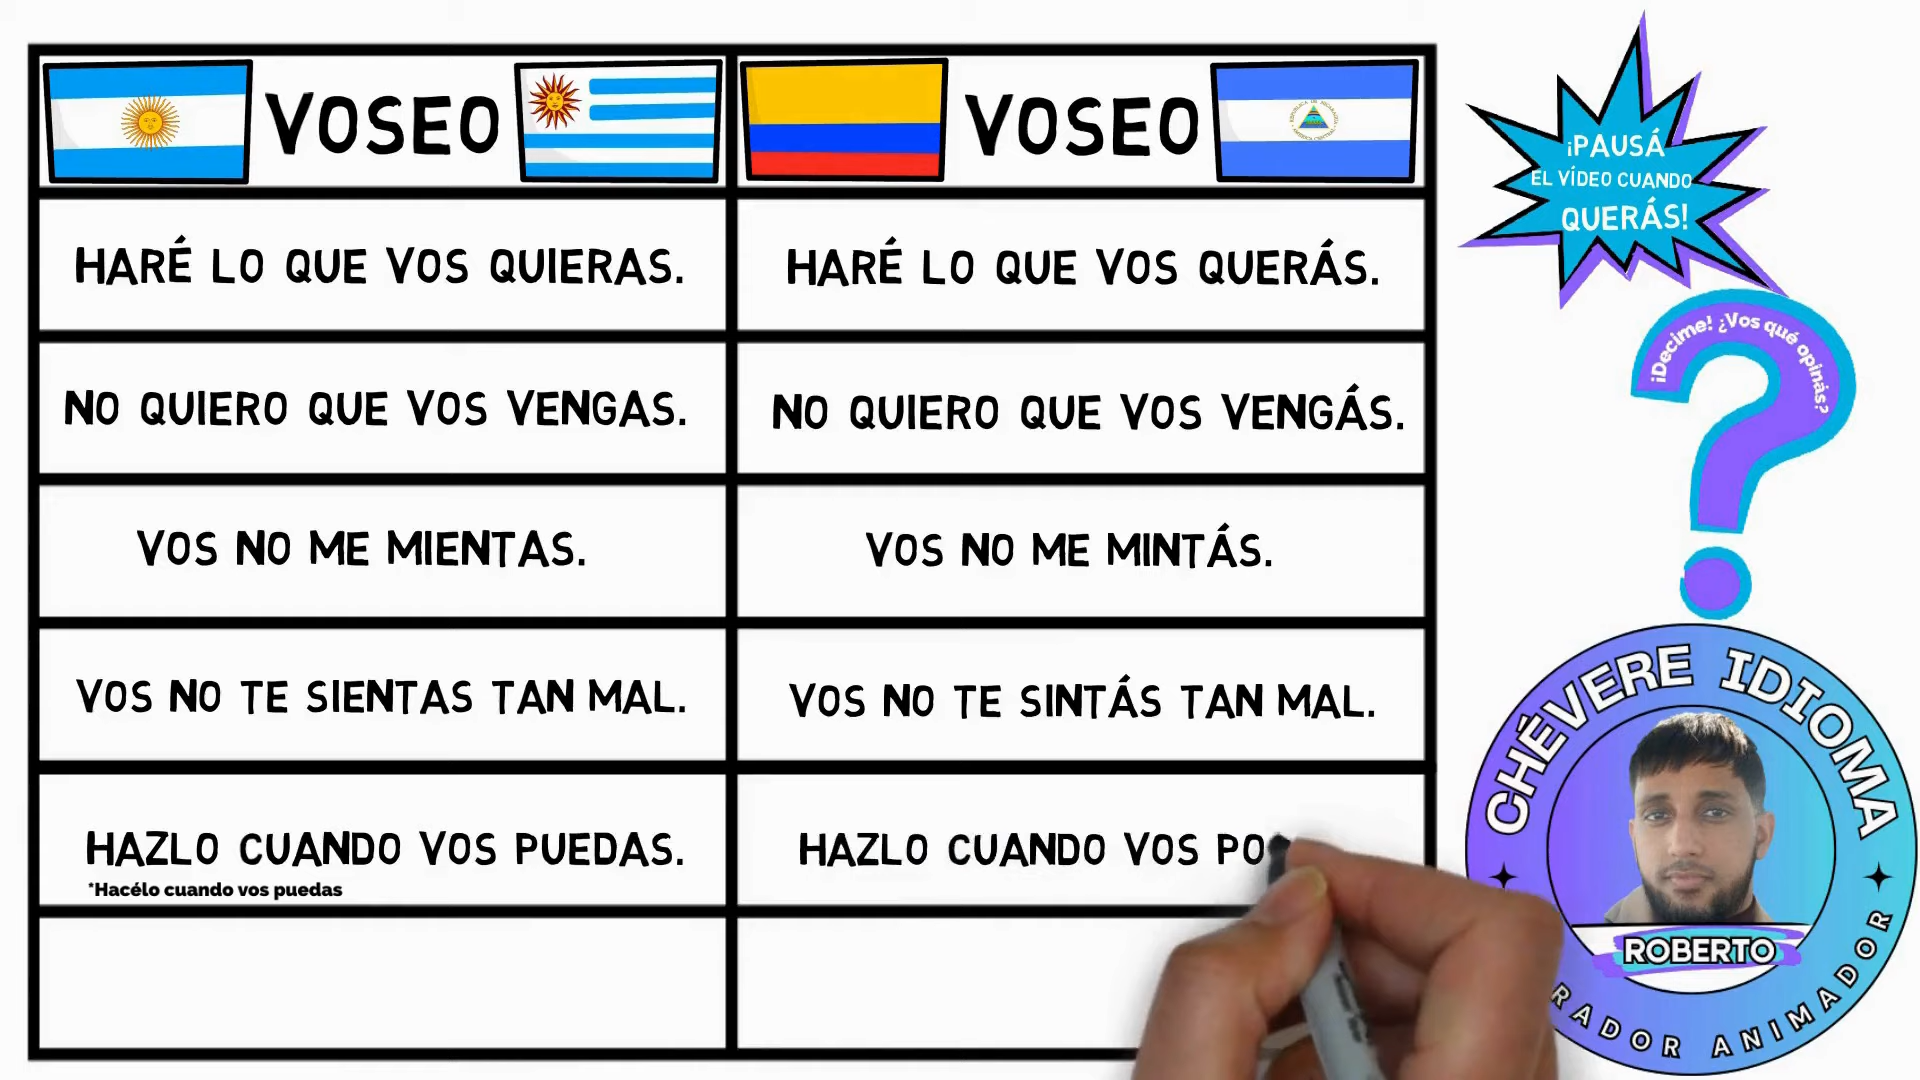 VOSEO
VOSEO
HARÉ LO QUE VOS QUIERAS.
HARÉ LO QUE VOS QUERÁS.
NO QUIERO QUE VOS VENGAS.
NO QUIERO QUE VOS VENGÁS.
VOS NO ME MIENTAS.
VOS NO ME MINTÁS.
VOS NO TE SIENTAS TAN MAL.
VOS NO TE SINTÁS TAN MAL.
HAZLO CUANDO VOS PUEDAS.
*Hacélo cuando vos puedas
HAZLO CUANDO VOS PO
¡PAUSÁ
EL VÍDEO CUANDO
QUERÁS!
¡Decime! ¿Vos qué opinás?
CHÉVERE IDIOMA
ROBERTO
RADOR ANIMADOR